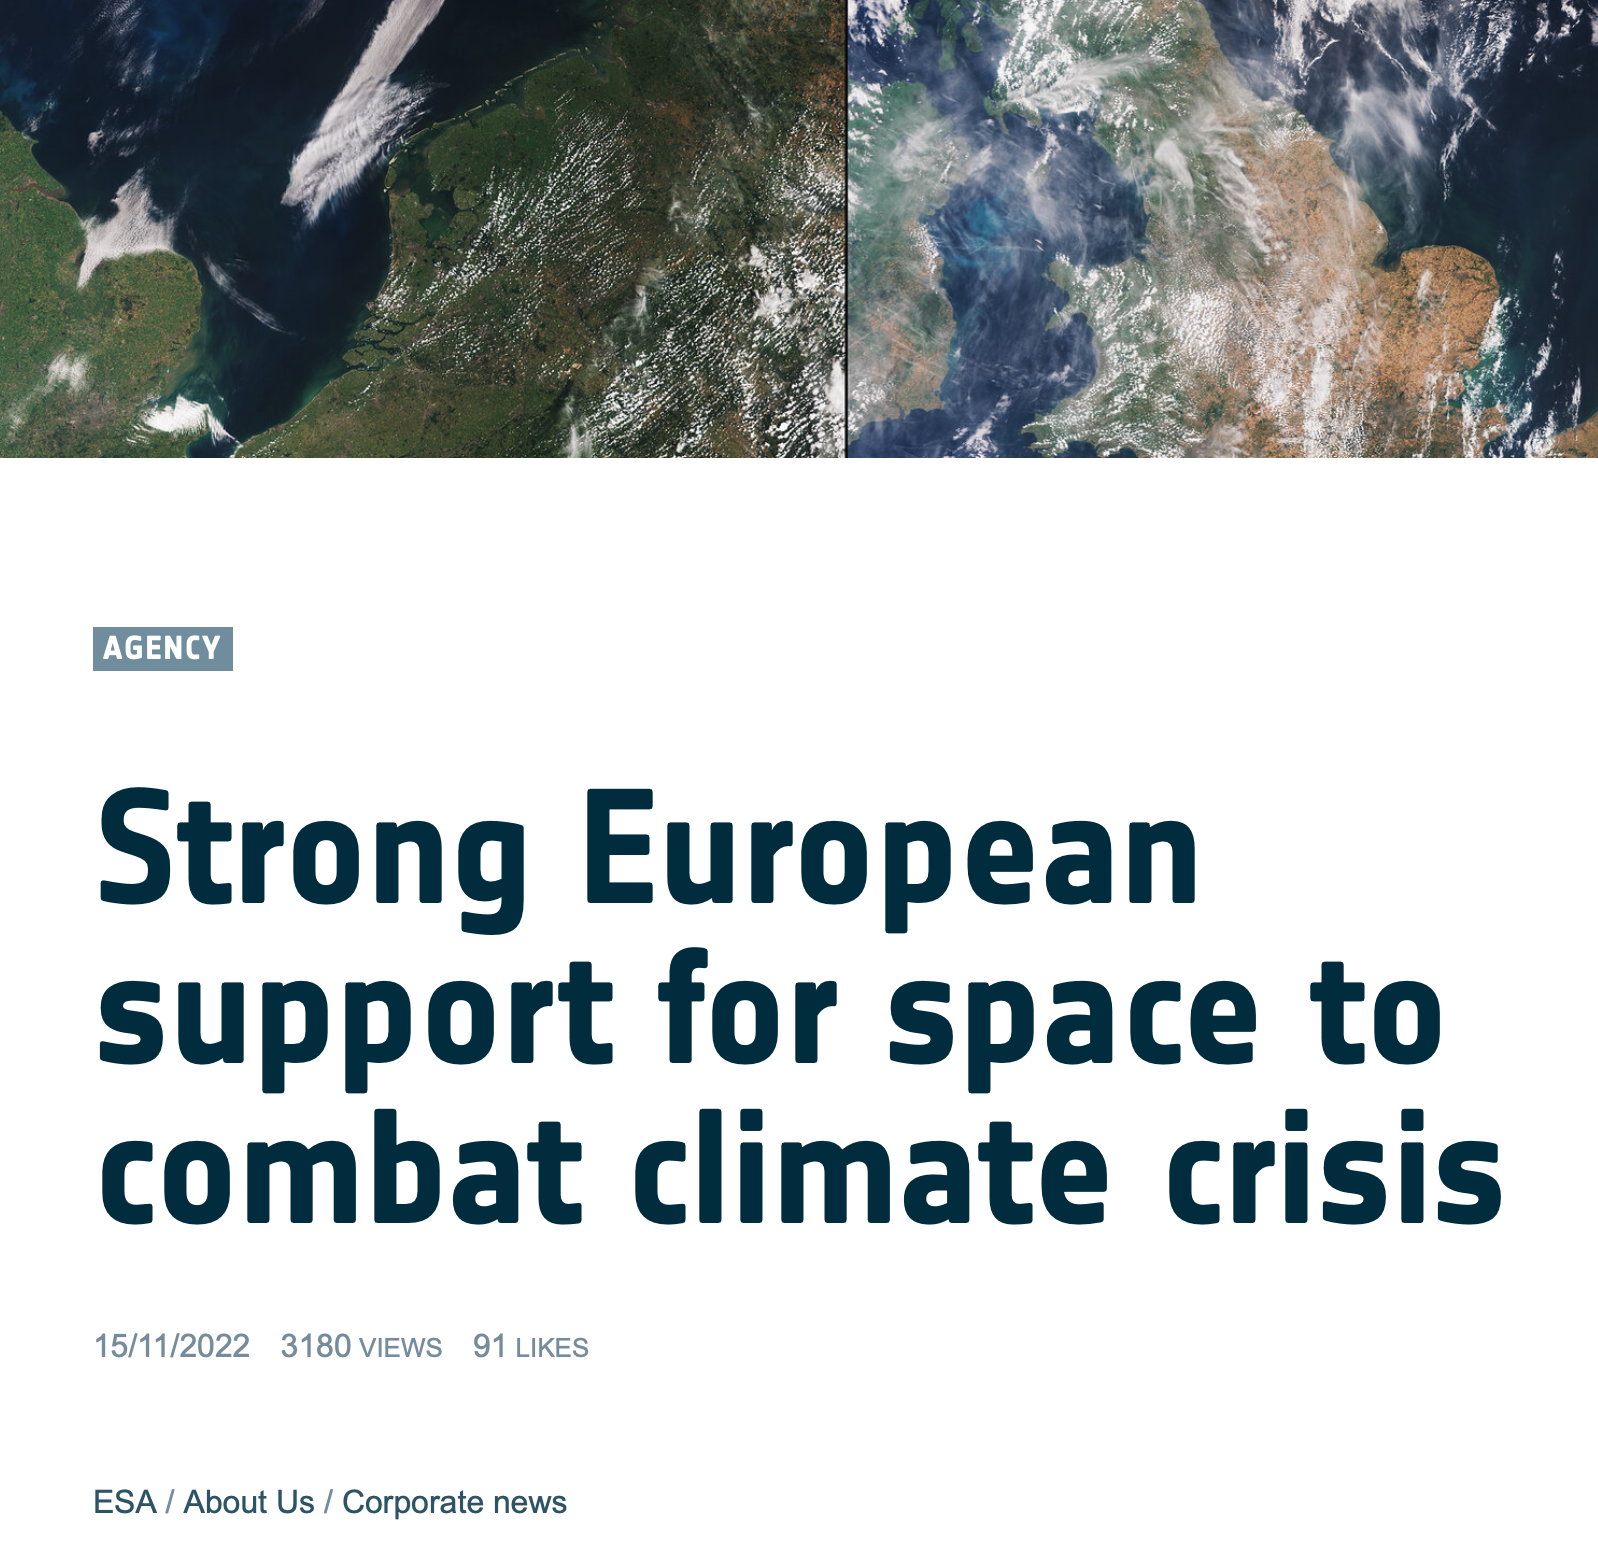 AGENCY
Strong European
support for space to
combat climate crisis
15/11/2022 3180 VIEWS 91 LIKES
ESA / About Us / Corporate news